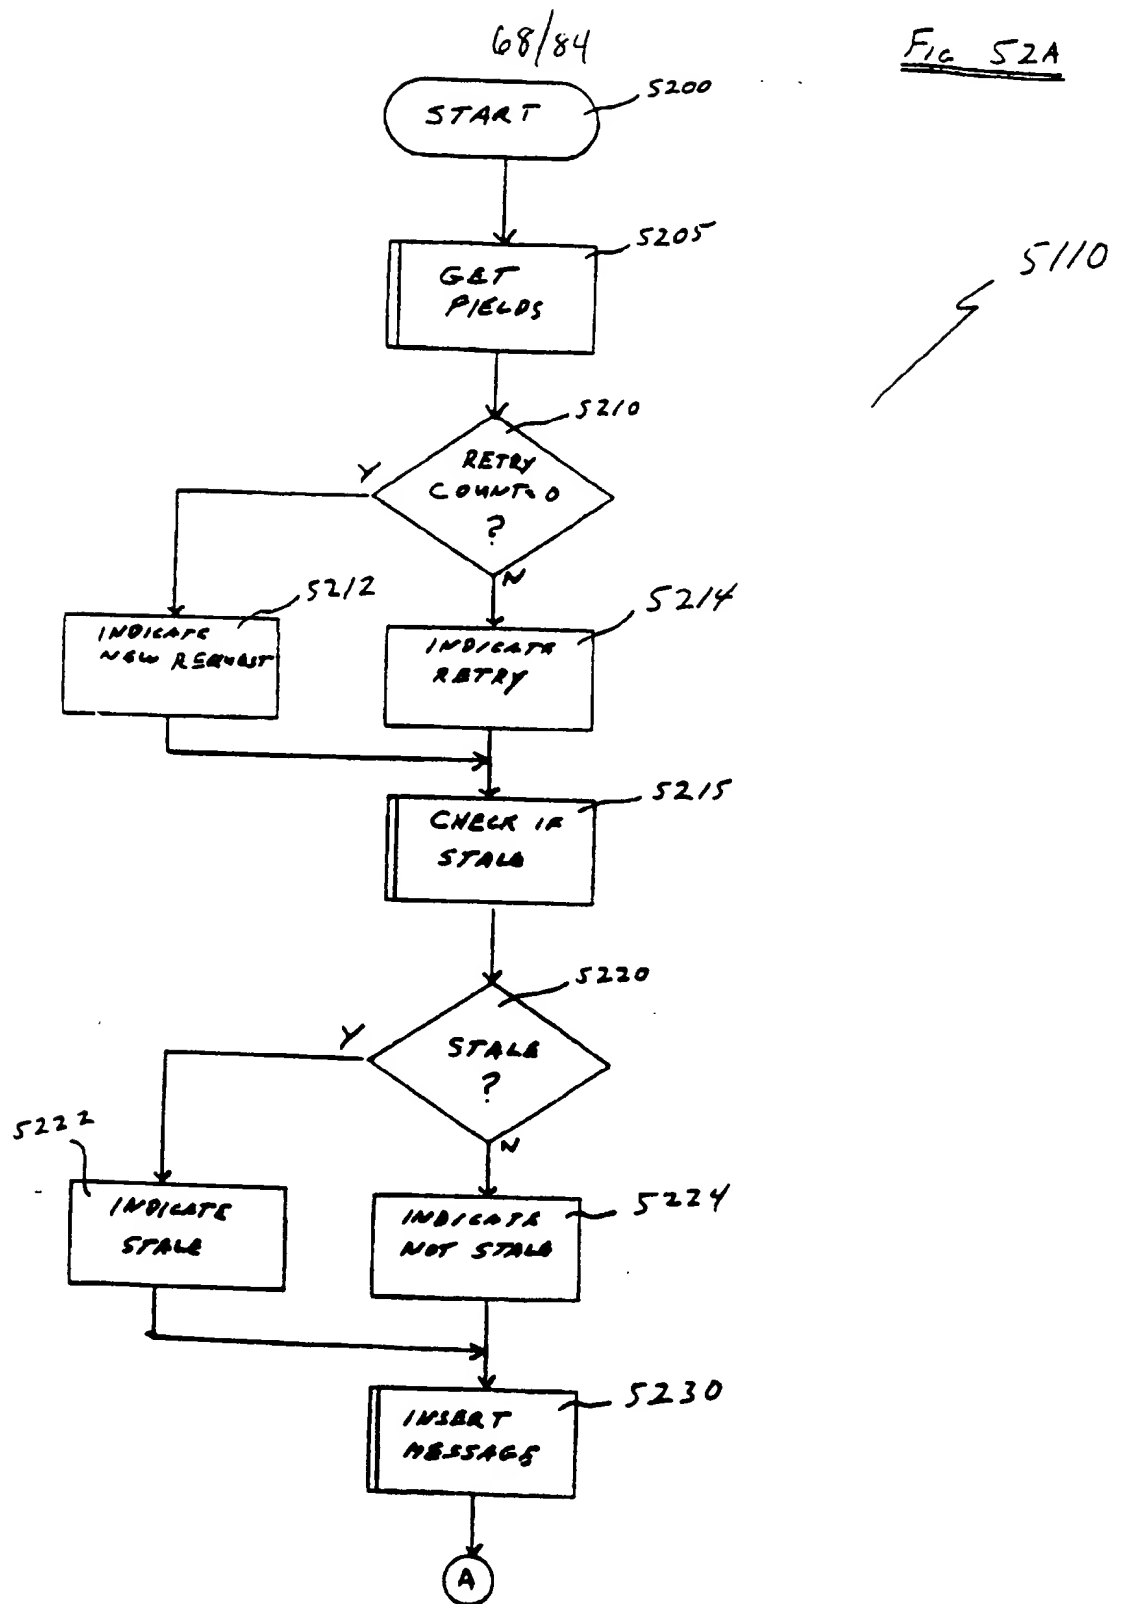 68/84
Fig 52A
START
5200
GET
FIELDS
5205
5110
RETRY
COUNT=0
?
5210
Y
N
INDICATE
NEW REQUEST
5212
INDICATE
RETRY
5214
CHECK IF
STALE
5215
STALE
?
5220
Y
N
5222
INDICATE
STALE
INDICATE
NOT STALE
5224
INSERT
MESSAGE
5230
A